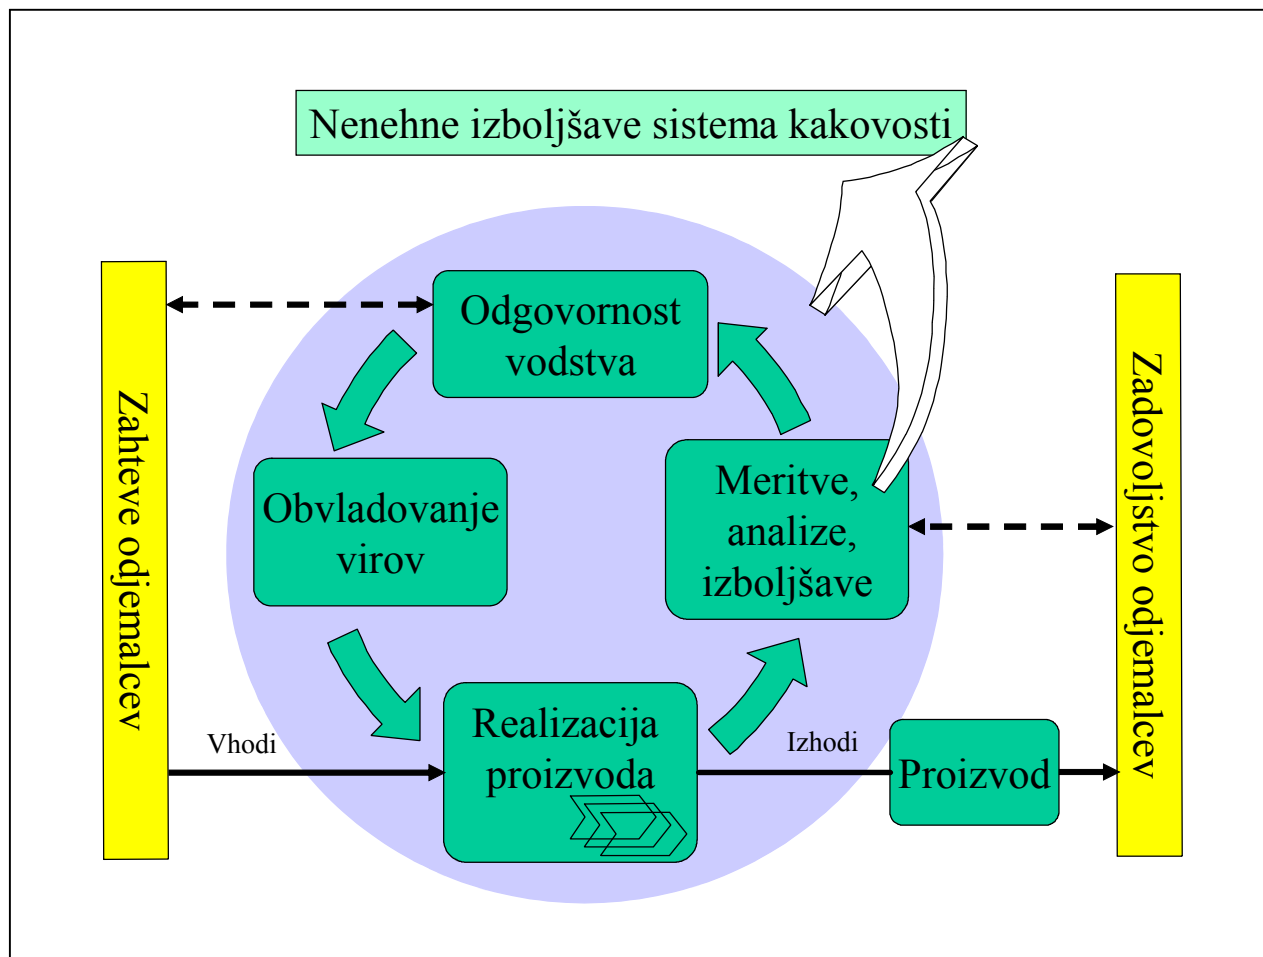 Nenehne izboljšave sistema kakovosti
Odgovornost
vodstva
Zahteve odjemalcev
Obvladovanje
virov
Meritve,
analize,
izboljšave
Zadovoljstvo odjemalcev
Vhodi
Realizacija
proizvoda
Izhodi
Proizvod